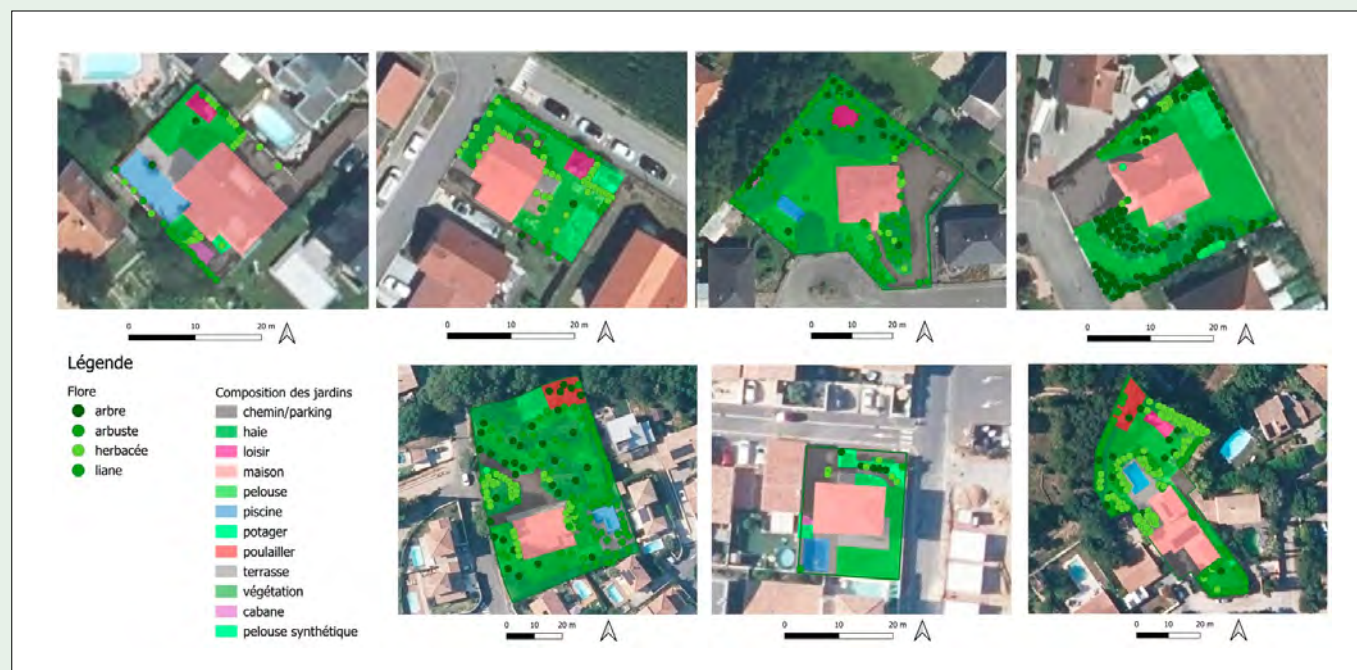 0 10 20 m
0 10 20 m
0 10 20 m
0 10 20 m
Légende
Flore
arbre
arbuste
herbacée
liane
Composition des jardins
chemin/parking
haie
loisir
maison
pelouse
piscine
potager
poulailler
terrasse
végétation
cabane
pelouse synthétique
0 10 20 m
0 10 20 m
0 10 20 m